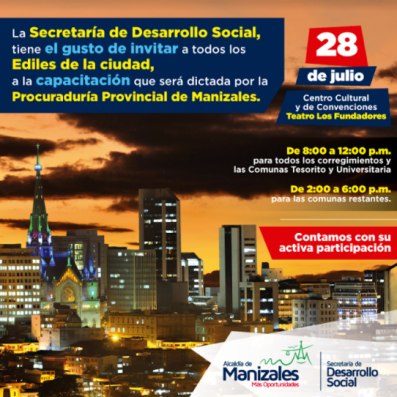 La Secretaría de Desarrollo Social,
tiene el gusto de invitar a todos los
Ediles de la ciudad,
a la capacitación que será dictada por la
Procuraduría Provincial de Manizales.
28
de julio
Centro Cultural
y de Convenciones
Teatro Los Fundadores
De 8:00 a 12:00 p.m.
para todos los corregimientos y
las Comunas Tesorito y Universitaria
De 2:00 a 6:00 p.m.
para las comunas restantes.
Contamos con su
activa participación
Alcaldía de
Manizales
Más Oportunidades
Secretaría de
Desarrollo
Social